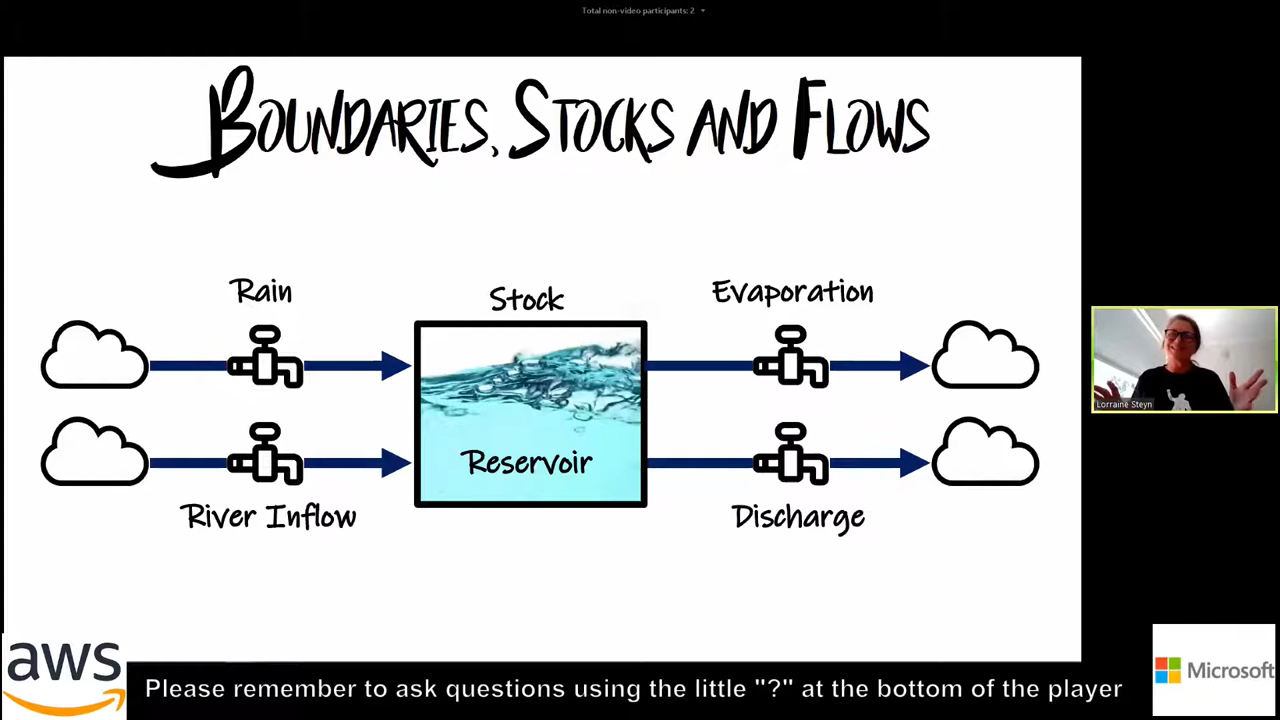 Total non-video participants: 2
BOUNDARIES, STOCKS AND FLOWS
Rain
Stock
Evaporation
Reservoir
River Inflow
Discharge
Lorraine Steyn
aws
Please remember to ask questions using the little "?" at the bottom of the player
Microsoft